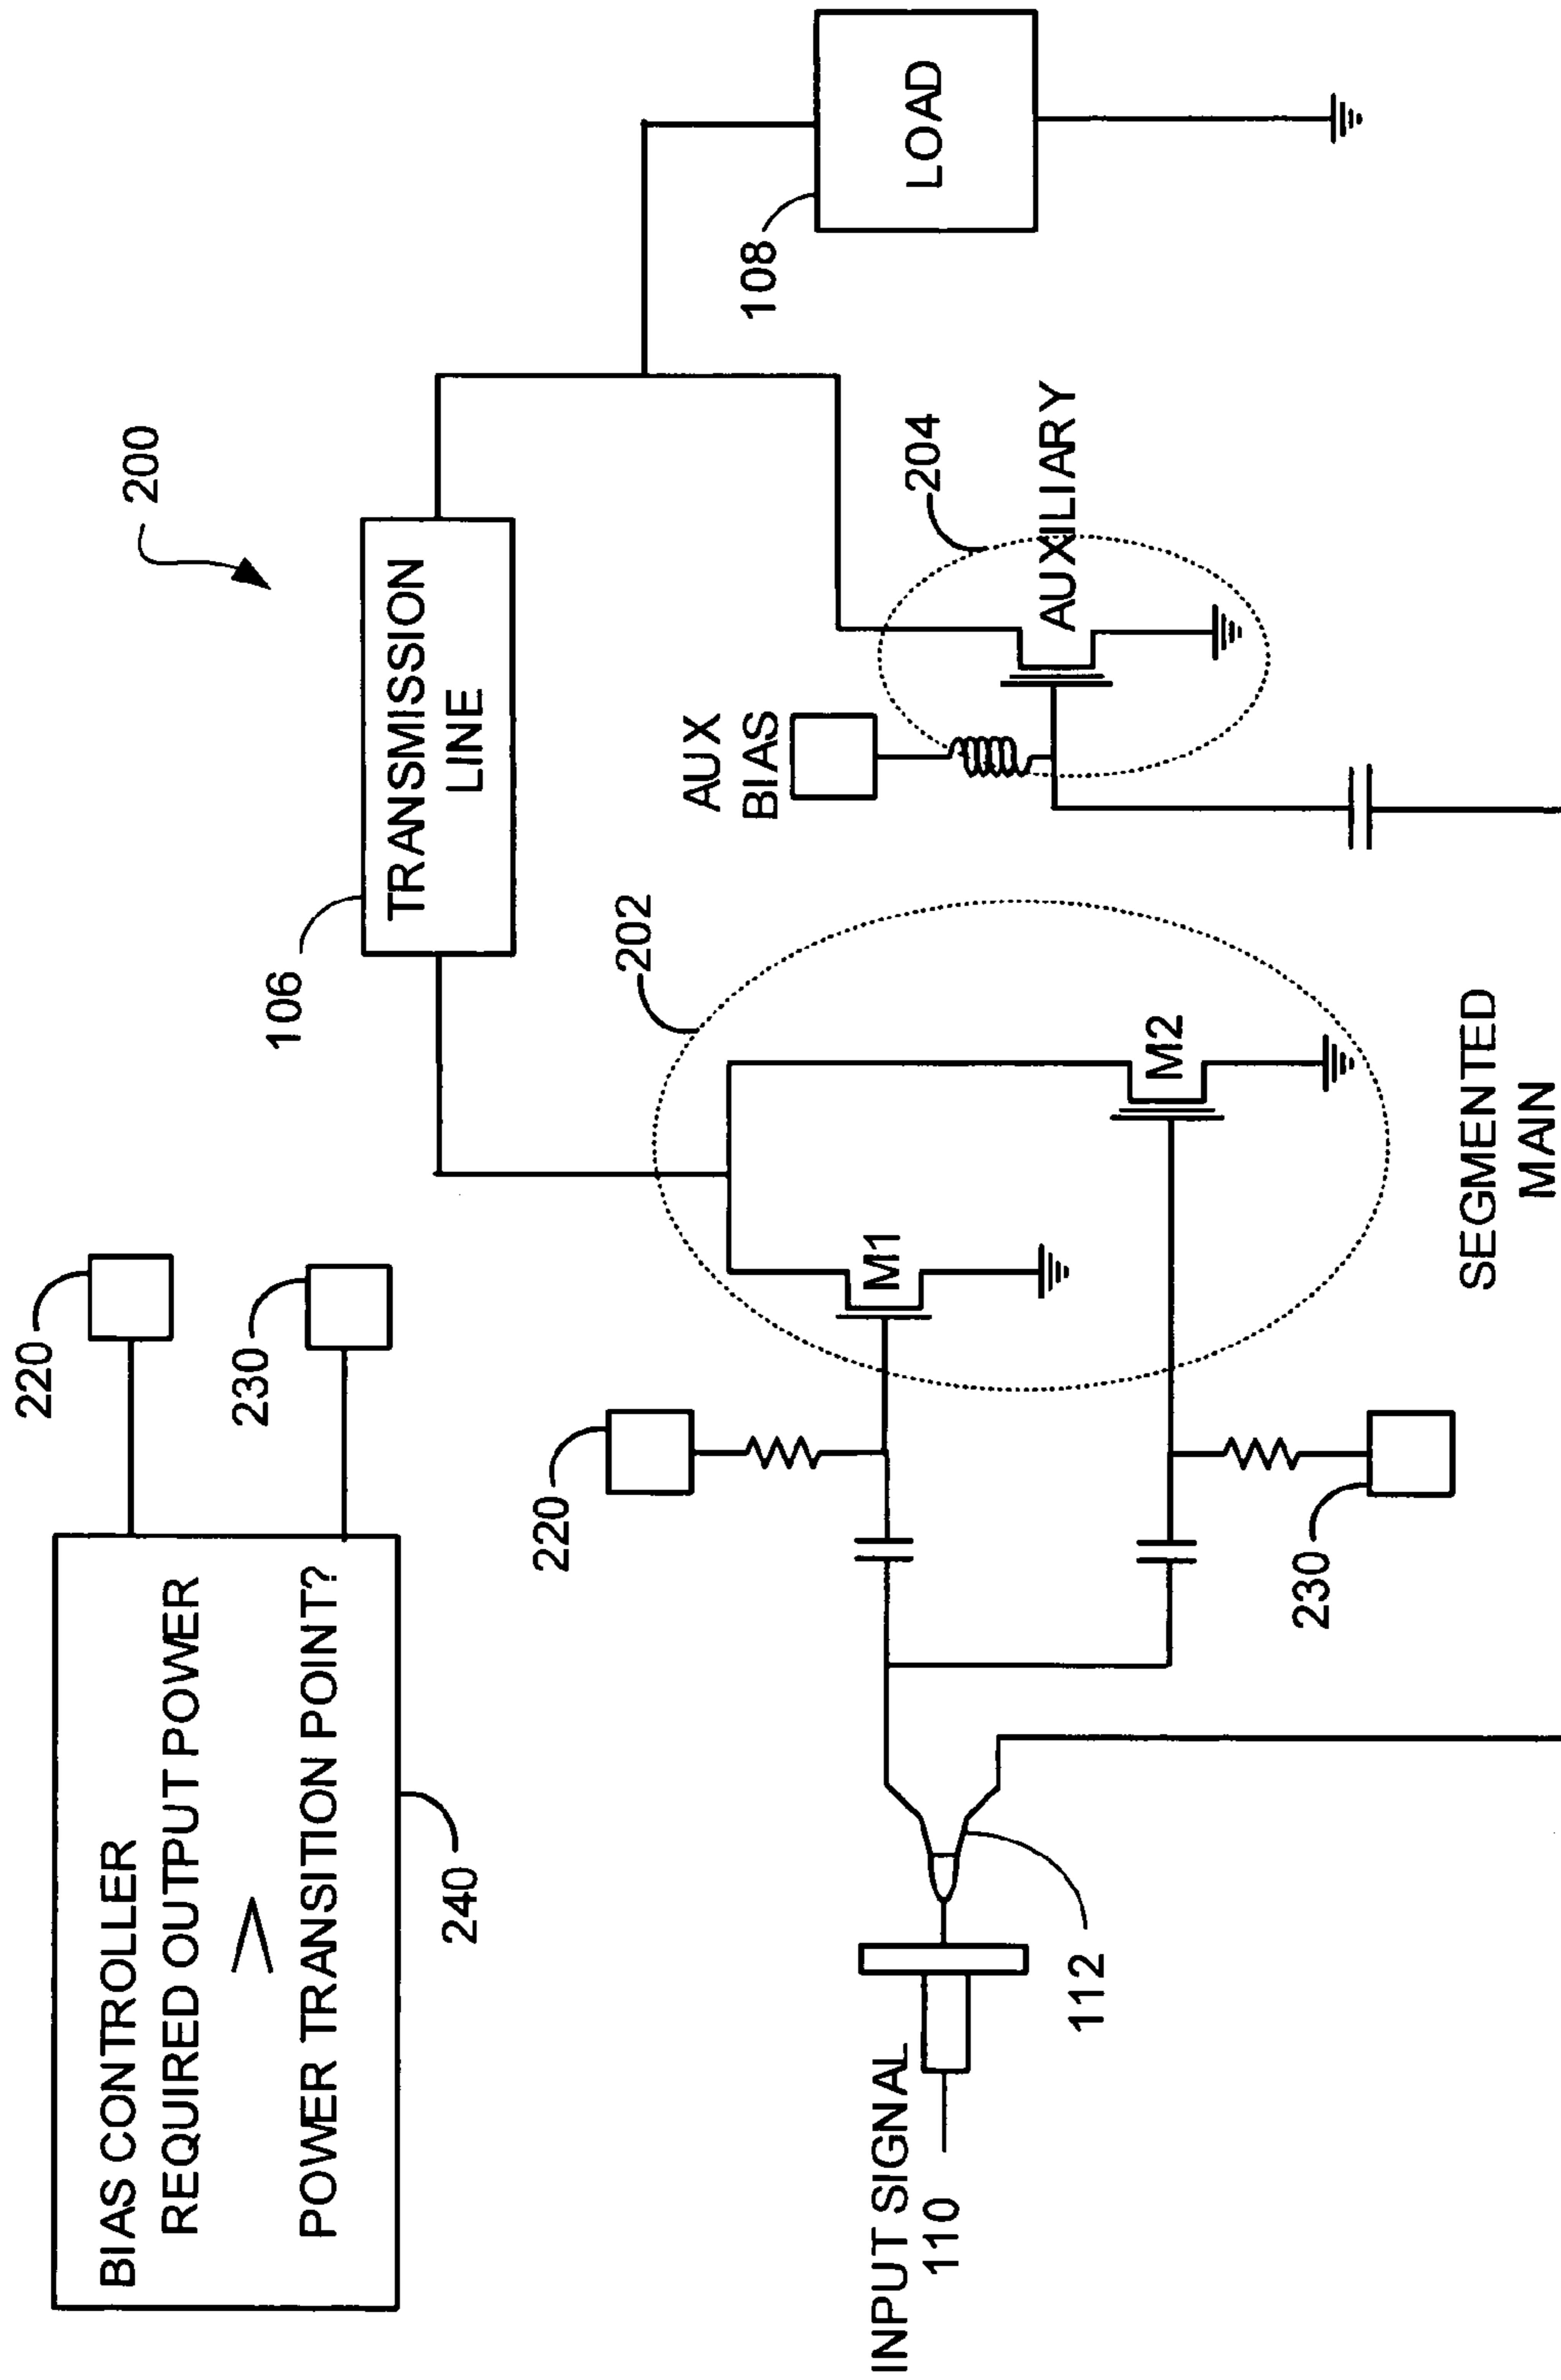 BIAS CONTROLLER
REQUIRED OUTPUT POWER
>
POWER TRANSITION POINT?
240
220
230
200
106
TRANSMISSION
LINE
INPUT SIGNAL
110
112
220
230
M1
M2
202
SEGMENTED
MAIN
AUX
BIAS
204
AUXILIARY
108
LOAD